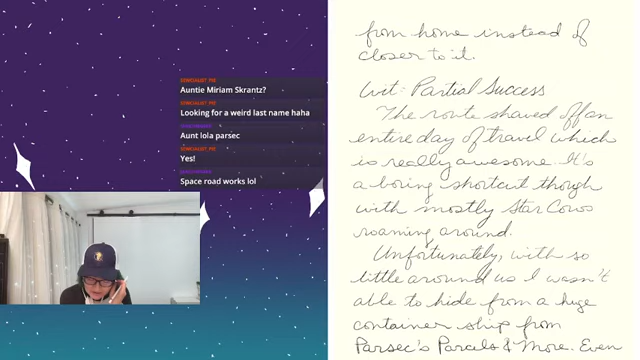 SOMEONE
Auntie Miriam Skrantz?
Looking for a weird last name haha
Aunt lola parsec
Yes!
Space road works lol
from home instead of
closer to it.
Wit: Partial Success
The route shaved off an
entire day of travel which
is really awesome. It's
a boring shortcut though
with mostly Star Cows
roaming around.
Unfortunately, with so
little around us I wasn't
able to hide from a huge
container ship from
Parsec's Parcels & More. Even